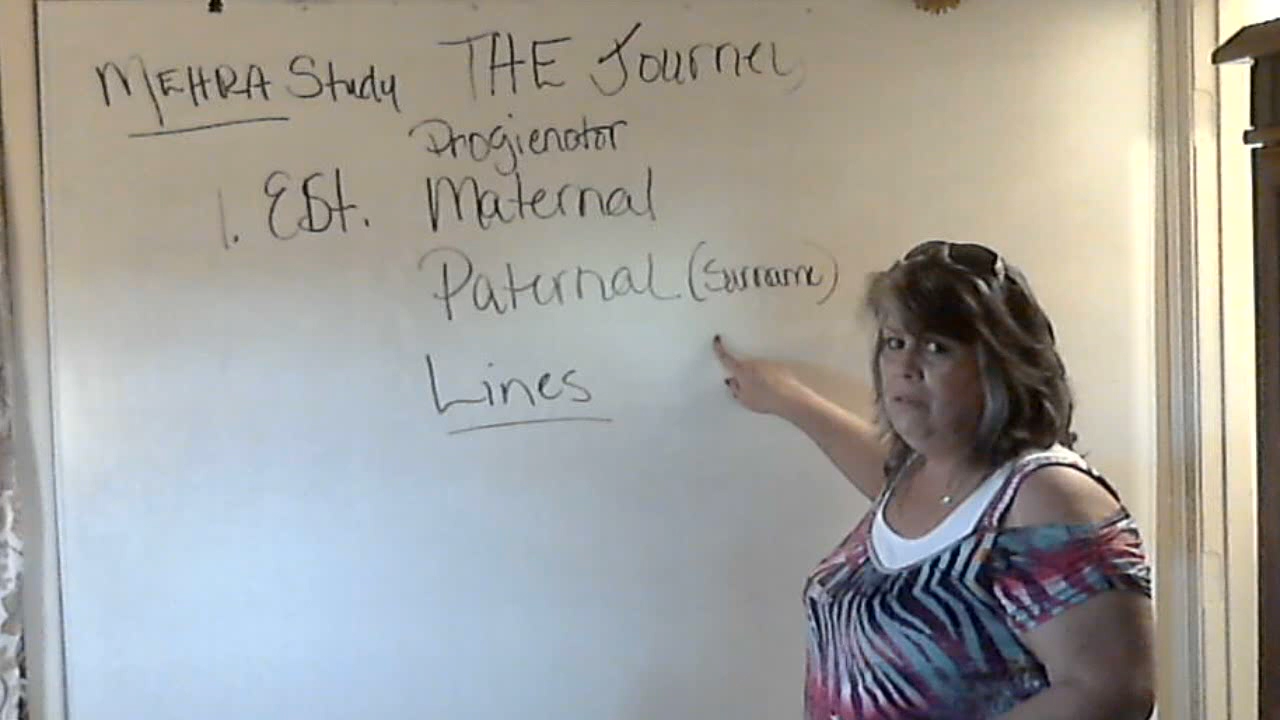 MEHRA Study THE Journey
Progienator
1. Est. Maternal
Paternal (Surname)
Lines